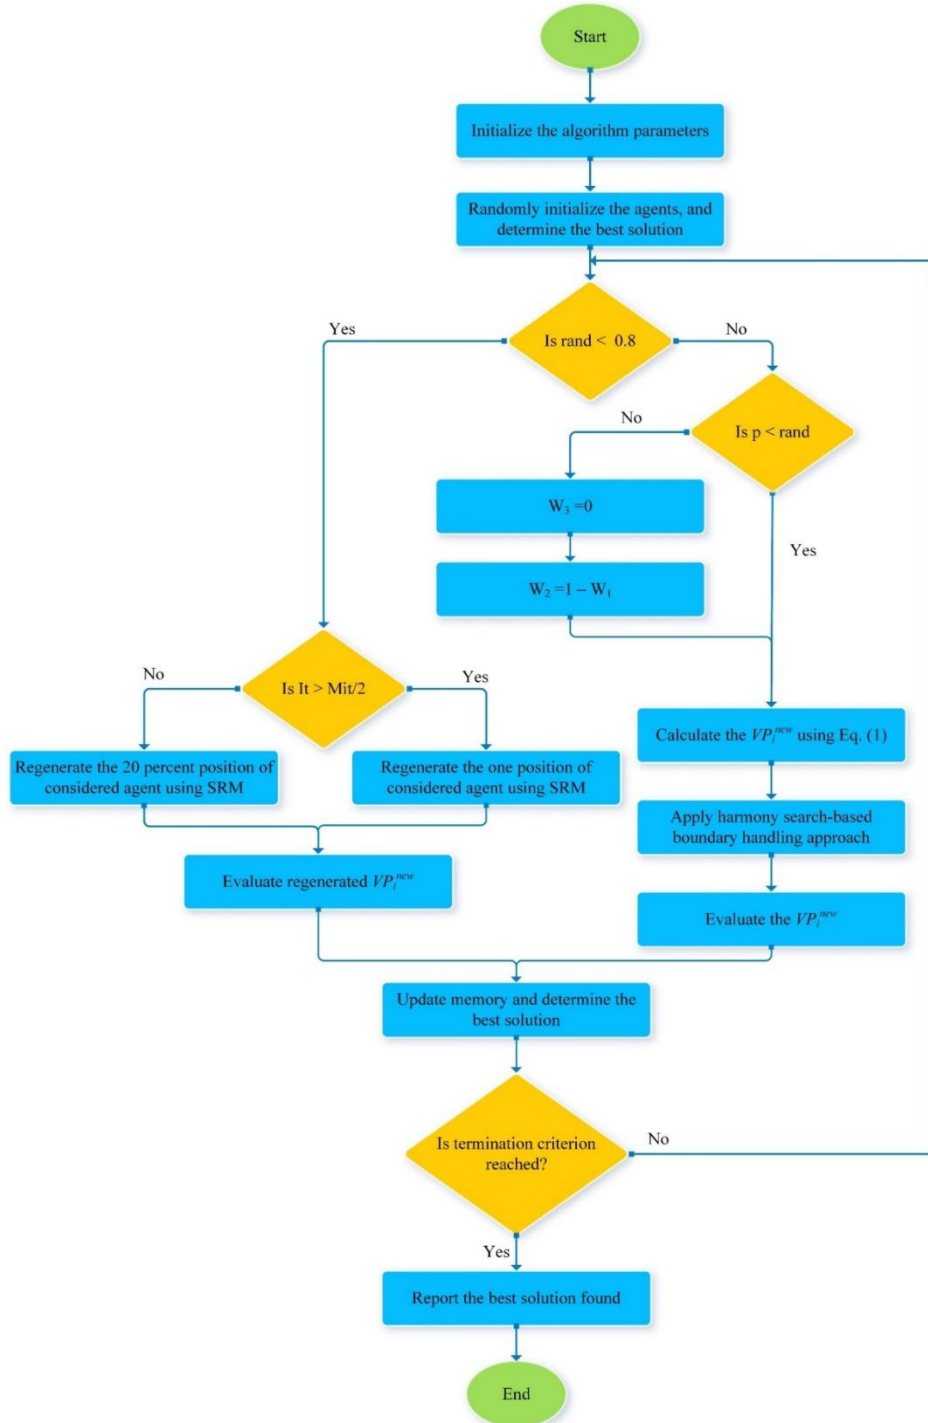 Start
Initialize the algorithm parameters
Randomly initialize the agents, and
determine the best solution
Is rand < 0.8
Yes
No
Is p < rand
No
W₃ =0
Yes
W₂ =1 – W₁
Is It > Mit/2
No
Yes
Regenerate the 20 percent position of
considered agent using SRM
Regenerate the one position of
considered agent using SRM
Calculate the VPᵢⁿᵉʷ using Eq. (1)
Apply harmony search-based
boundary handling approach
Evaluate regenerated VPᵢⁿᵉʷ
Evaluate the VPᵢⁿᵉʷ
Update memory and determine the
best solution
Is termination criterion
reached?
No
Yes
Report the best solution found
End